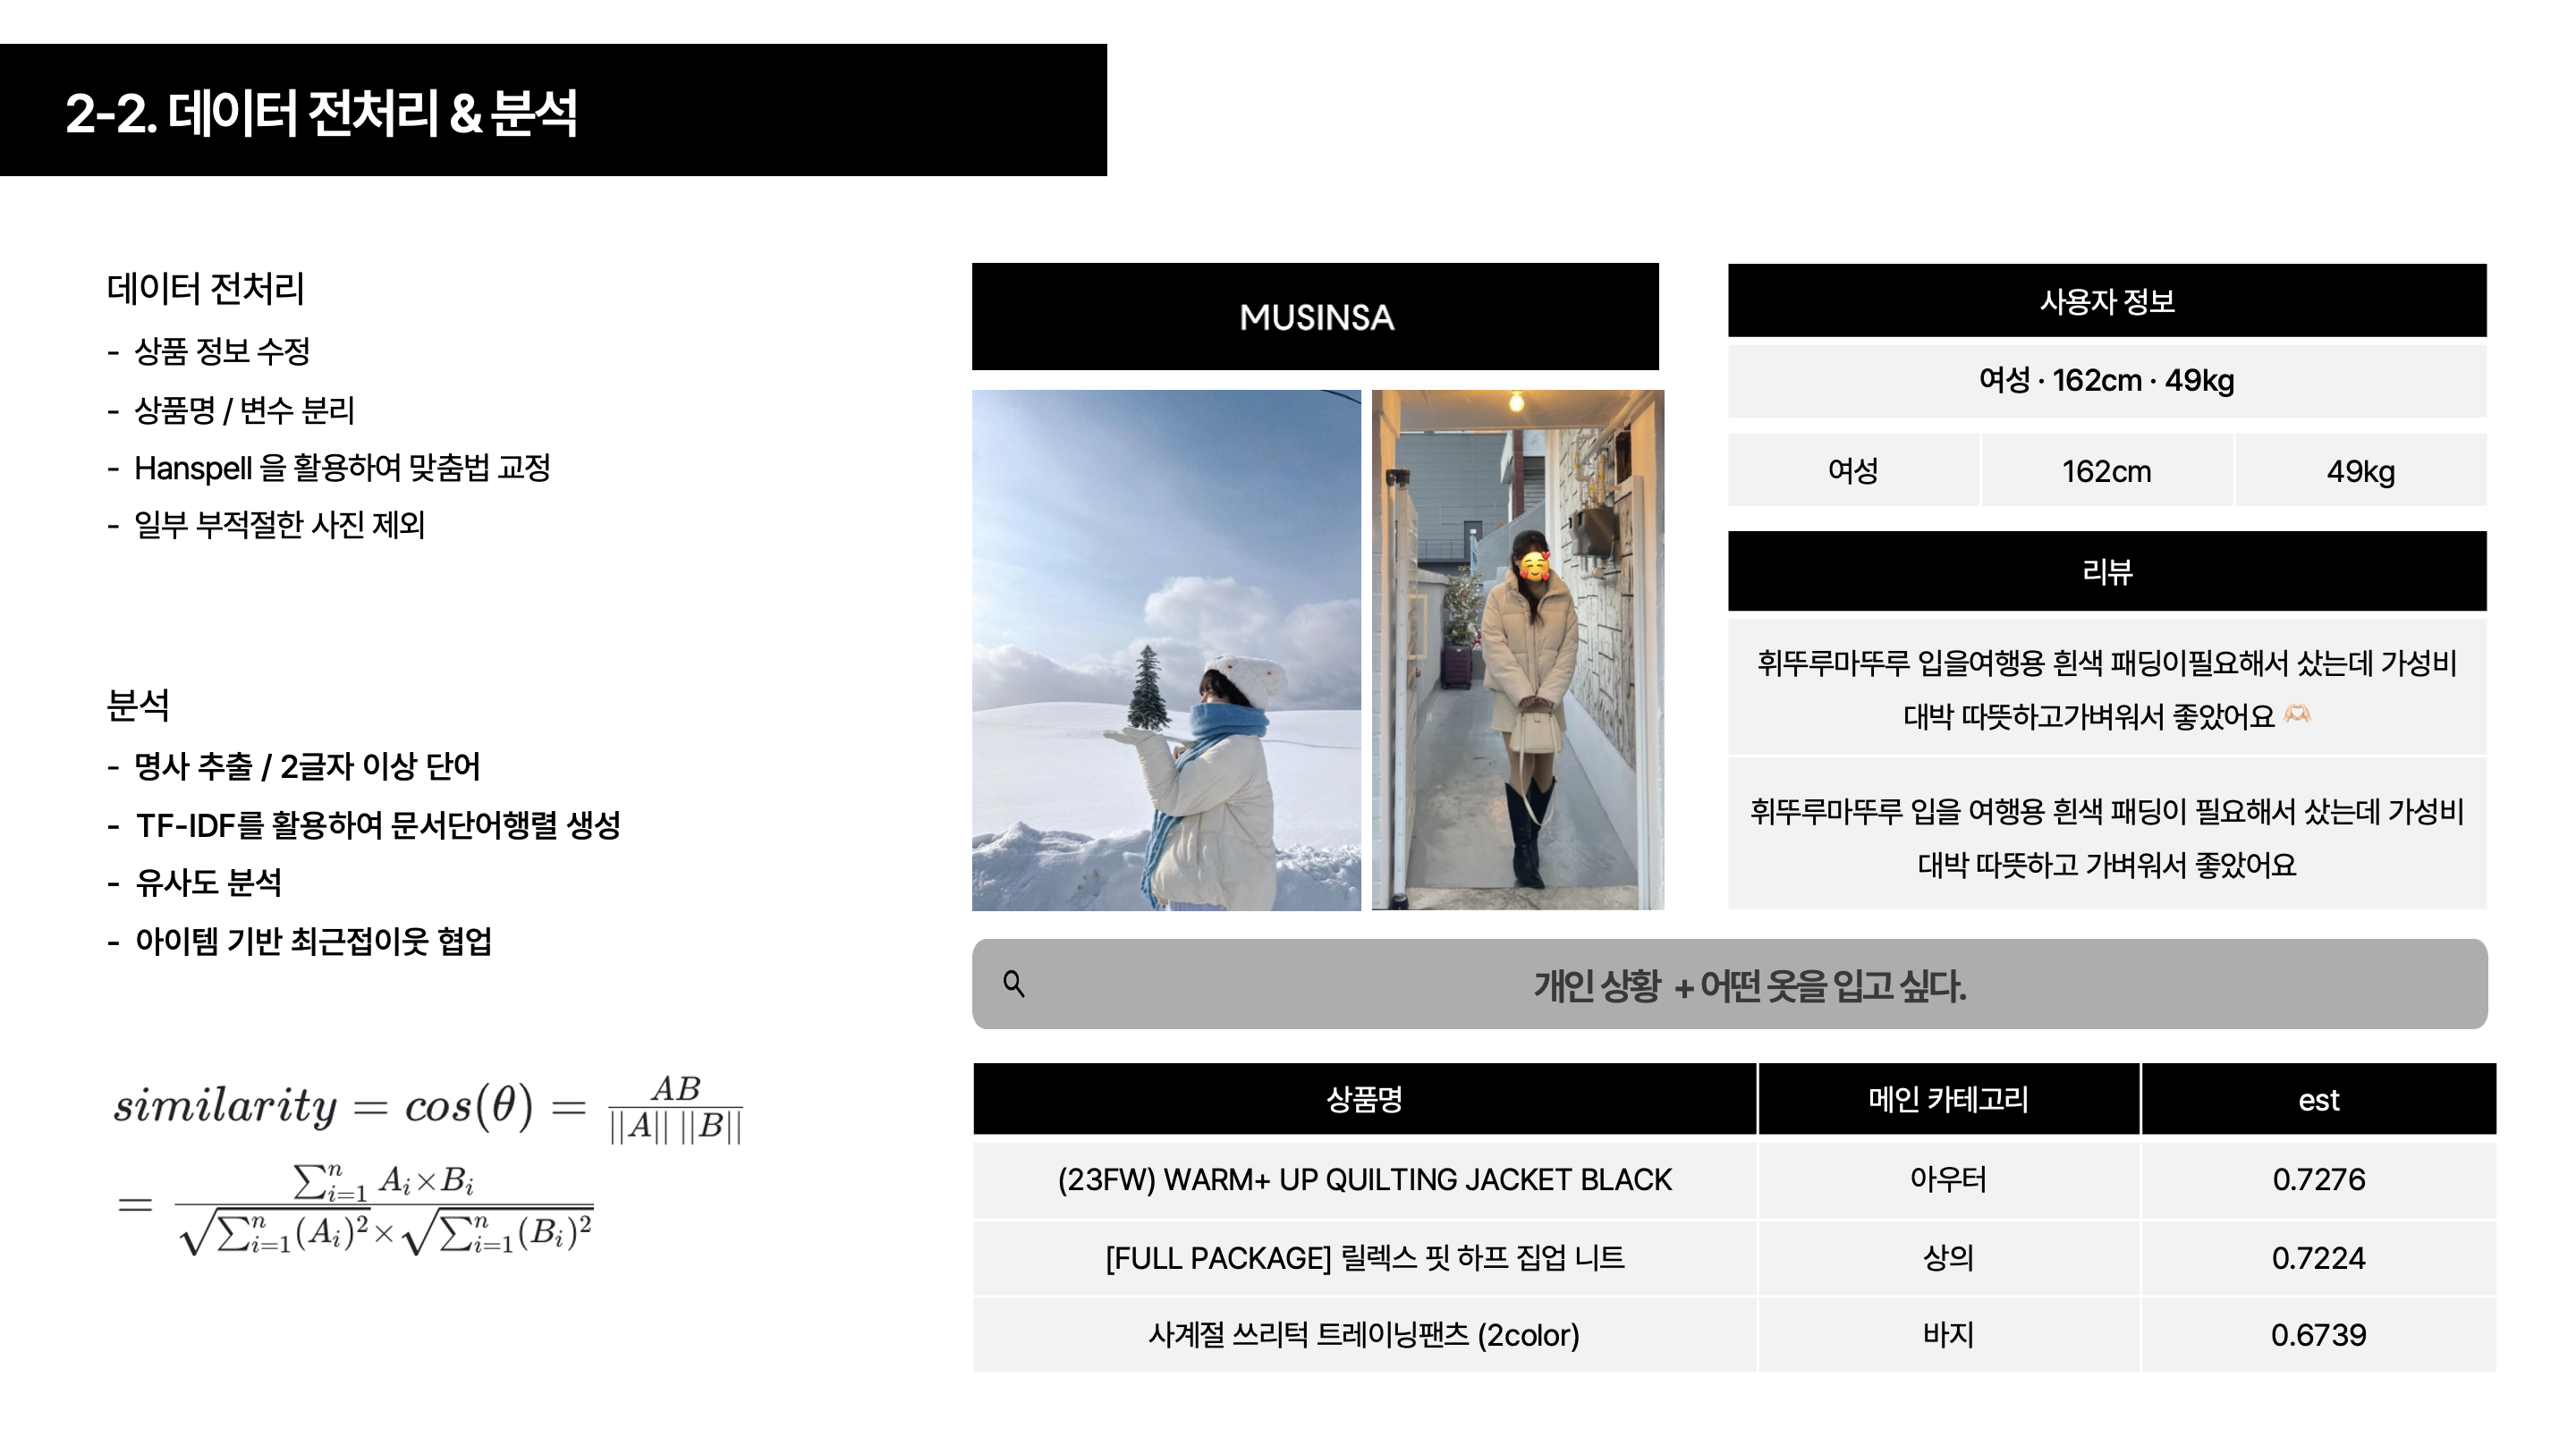 2-2. 데이터 전처리 & 분석
데이터 전처리
- 상품 정보 수정
- 상품명 / 변수 분리
- Hanspell 을 활용하여 맞춤법 교정
- 일부 부적절한 사진 제외
분석
- 명사 추출 / 2글자 이상 단어
- TF-IDF를 활용하여 문서단어행렬 생성
- 유사도 분석
- 아이템 기반 최근접이웃 협업
similarity = cos(θ) = AB / ||A|| ||B||
= ∑ⁿᵢ₌₁ Aᵢ×Bᵢ / √∑ⁿᵢ₌₁(Aᵢ)² × √∑ⁿᵢ₌₁(Bᵢ)²
MUSINSA
사용자 정보
여성 · 162cm · 49kg
여성 162cm 49kg
리뷰
휘뚜루마뚜루 입을여행용 흰색 패딩이필요해서 샀는데 가성비
대박 따뜻하고가벼워서 좋았어요 🫶🏻
휘뚜루마뚜루 입을 여행용 흰색 패딩이 필요해서 샀는데 가성비
대박 따뜻하고 가벼워서 좋았어요
개인 상황 + 어떤 옷을 입고 싶다.
상품명 메인 카테고리 est
(23FW) WARM+ UP QUILTING JACKET BLACK 아우터 0.7276
[FULL PACKAGE] 릴렉스 핏 하프 집업 니트 상의 0.7224
사계절 쓰리턱 트레이닝팬츠 (2color) 바지 0.6739